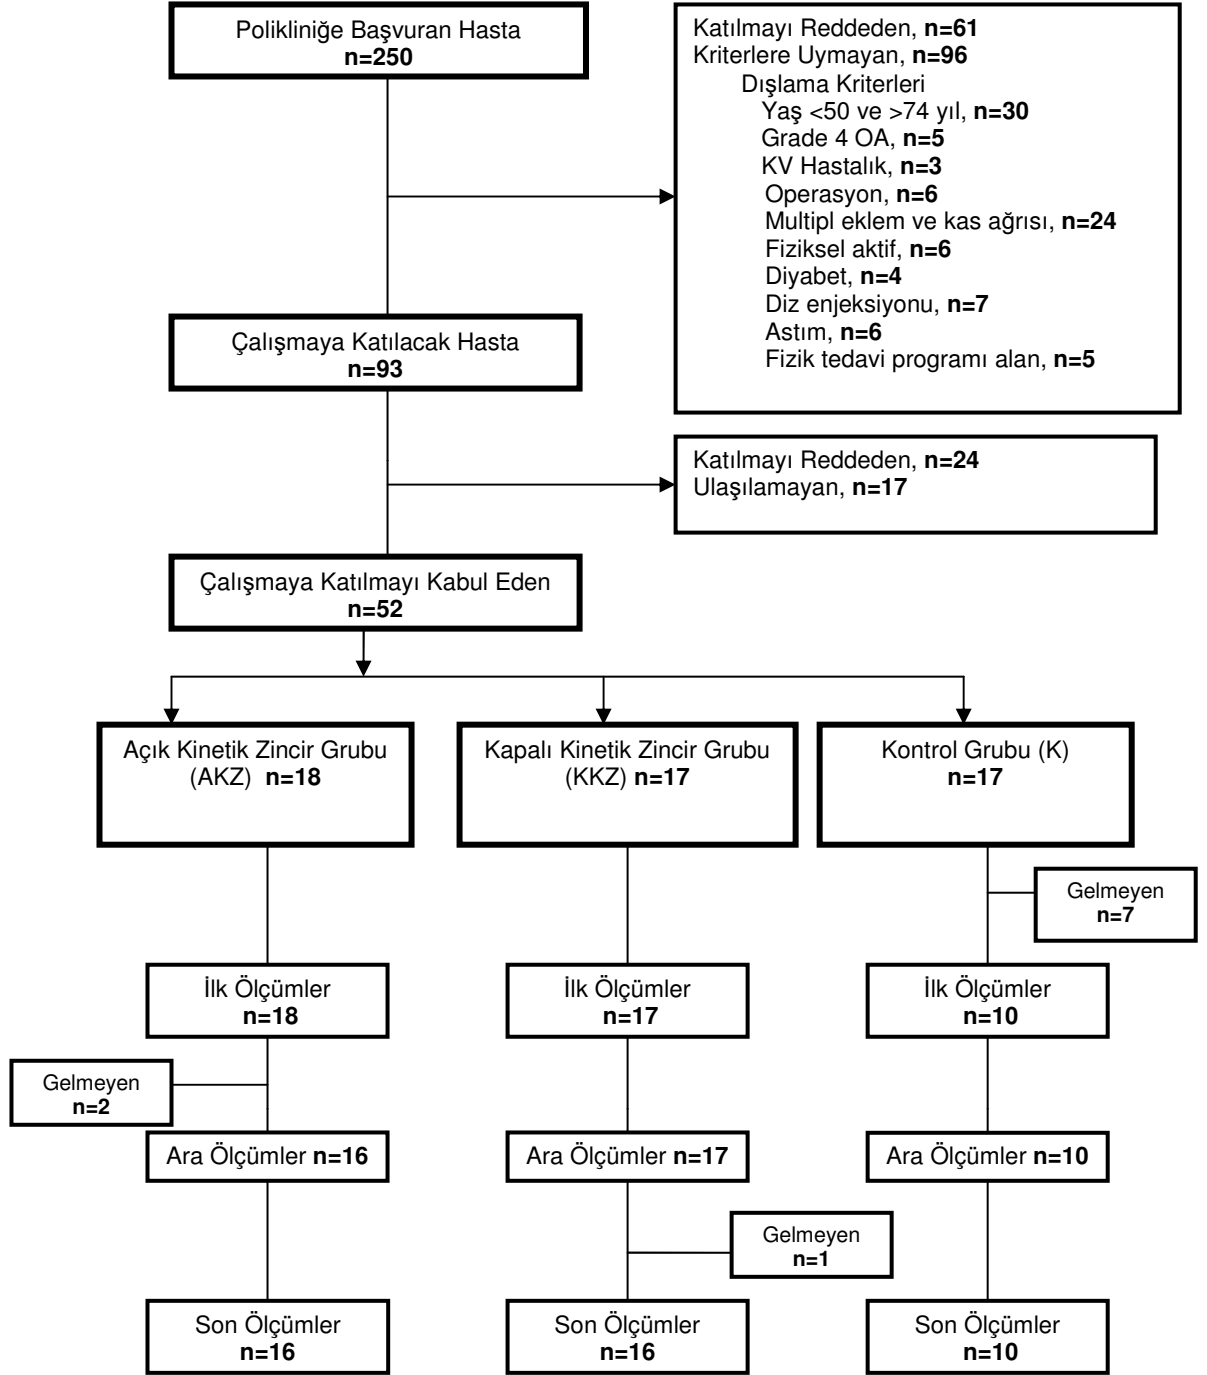 Polikliniğe Başvuran Hasta
n=250
Katılmayı Reddeden, n=61
Kriterlere Uymayan, n=96
Dışlama Kriterleri
Yaş <50 ve >74 yıl, n=30
Grade 4 OA, n=5
KV Hastalık, n=3
Operasyon, n=6
Multipl eklem ve kas ağrısı, n=24
Fiziksel aktif, n=6
Diyabet, n=4
Diz enjeksiyonu, n=7
Astım, n=6
Fizik tedavi programı alan, n=5
Çalışmaya Katılacak Hasta
n=93
Katılmayı Reddeden, n=24
Ulaşılamayan, n=17
Çalışmaya Katılmayı Kabul Eden
n=52
Açık Kinetik Zincir Grubu
(AKZ) n=18
Kapalı Kinetik Zincir Grubu
(KKZ) n=17
Kontrol Grubu (K)
n=17
Gelmeyen
n=7
İlk Ölçümler
n=18
İlk Ölçümler
n=17
İlk Ölçümler
n=10
Gelmeyen
n=2
Ara Ölçümler n=16
Ara Ölçümler n=17
Ara Ölçümler n=10
Gelmeyen
n=1
Son Ölçümler
n=16
Son Ölçümler
n=16
Son Ölçümler
n=10